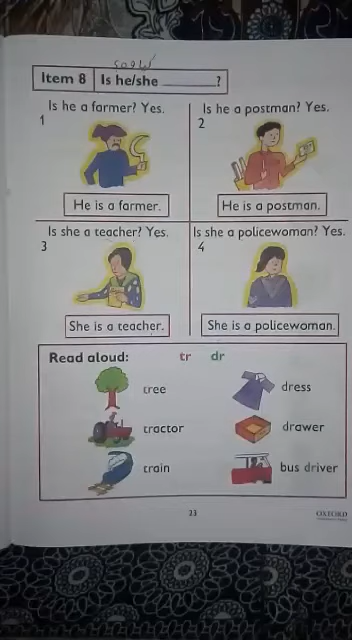 Item 8 Is he/she ________?
Is he a farmer? Yes.
1
He is a farmer.
Is he a postman? Yes.
2
He is a postman.
Is she a teacher? Yes.
3
She is a teacher.
Is she a policewoman? Yes.
4
She is a policewoman.
Read aloud: tr dr
tree
dress
tractor
drawer
train
bus driver
23
OXFORD